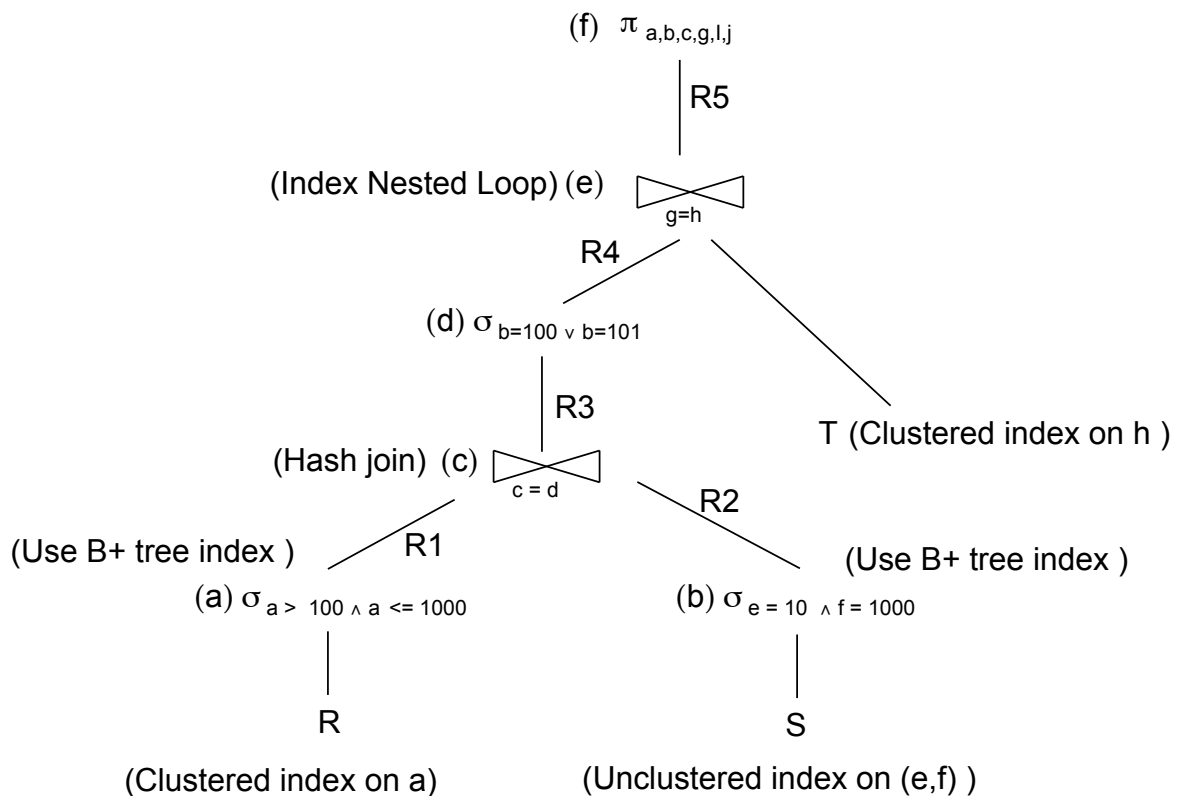 (f) π a,b,c,g,I,j
R5
(Index Nested Loop) (e)
g=h
R4
(d) σ b=100 ∨ b=101
R3
T (Clustered index on h )
(Hash join) (c)
c = d
R2
R1
(Use B+ tree index )
(Use B+ tree index )
(a) σ a > 100 ∧ a <= 1000
(b) σ e = 10 ∧ f = 1000
R
S
(Clustered index on a)
(Unclustered index on (e,f) )